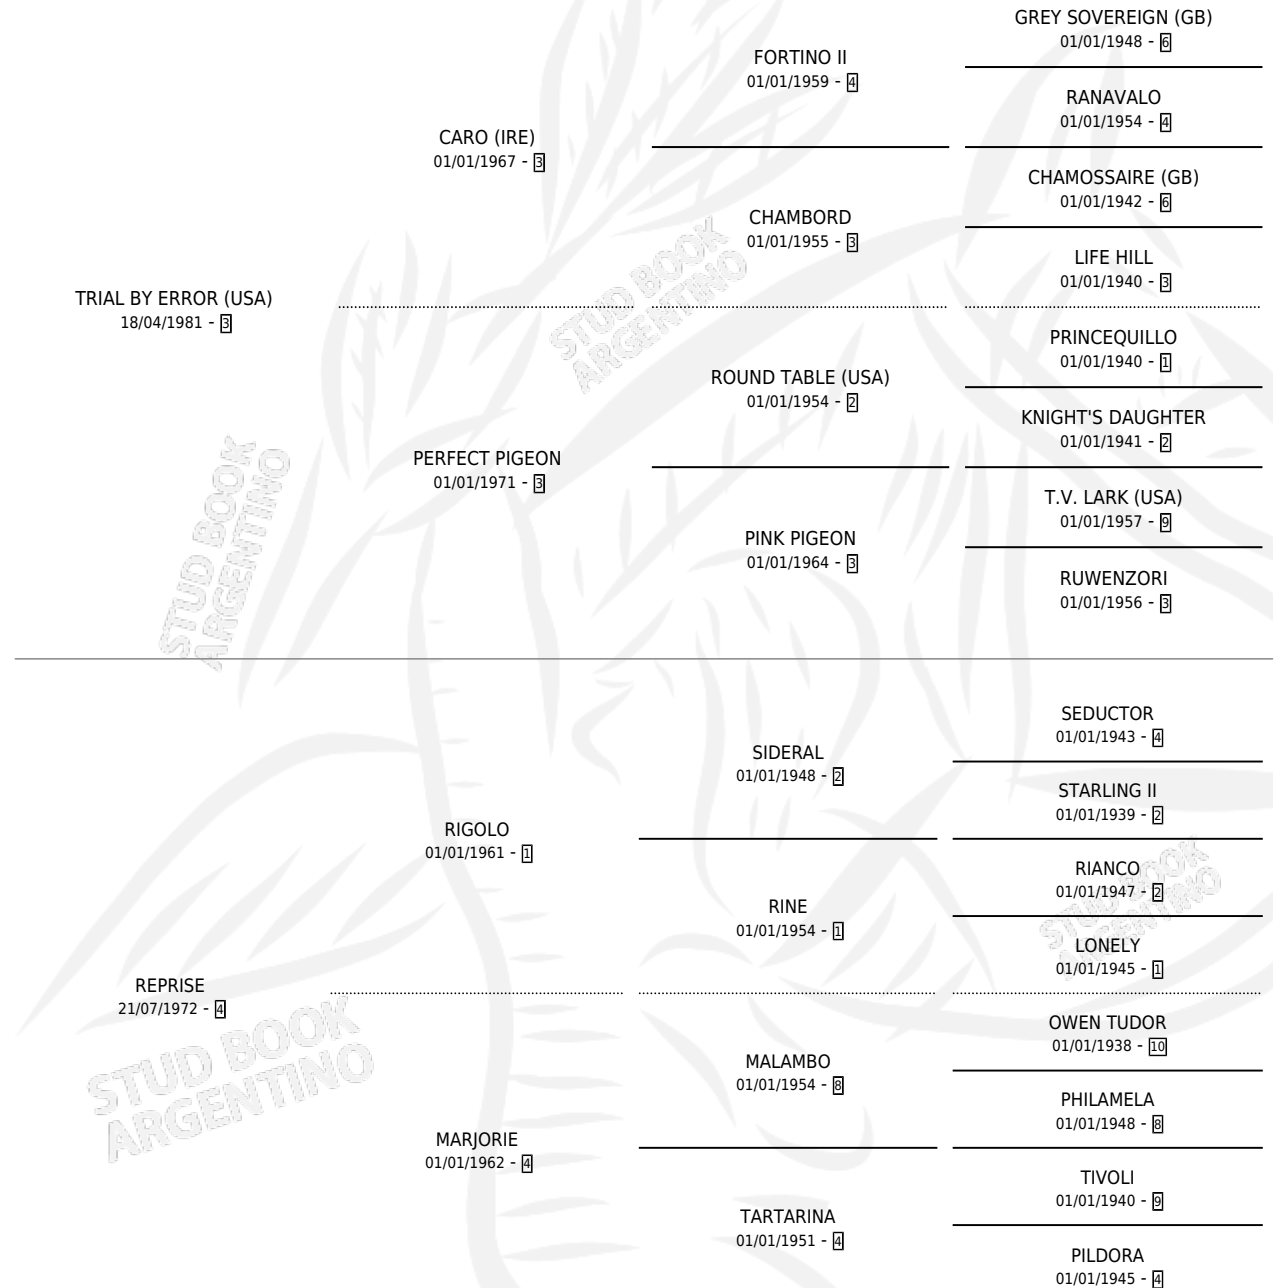 GREY SOVEREIGN (GB)
01/01/1948 - 6
FORTINO II
01/01/1959 - 4
RANAVALO
01/01/1954 - 4
CARO (IRE)
01/01/1967 - 3
CHAMOSSAIRE (GB)
01/01/1942 - 6
CHAMBORD
01/01/1955 - 3
LIFE HILL
01/01/1940 - 3
TRIAL BY ERROR (USA)
18/04/1981 - 3
PRINCEQUILLO
01/01/1940 - 1
ROUND TABLE (USA)
01/01/1954 - 2
KNIGHT'S DAUGHTER
01/01/1941 - 2
PERFECT PIGEON
01/01/1971 - 3
T.V. LARK (USA)
01/01/1957 - 9
PINK PIGEON
01/01/1964 - 3
RUWENZORI
01/01/1956 - 3
SEDUCTOR
01/01/1943 - 4
SIDERAL
01/01/1948 - 2
STARLING II
01/01/1939 - 2
RIGOLO
01/01/1961 - 1
RIANCO
01/01/1947 - 2
RINE
01/01/1954 - 1
LONELY
01/01/1945 - 1
REPRISE
21/07/1972 - 4
OWEN TUDOR
01/01/1938 - 10
MALAMBO
01/01/1954 - 8
PHILAMELA
01/01/1948 - 8
MARJORIE
01/01/1962 - 4
TIVOLI
01/01/1940 - 9
TARTARINA
01/01/1951 - 4
PILDORA
01/01/1945 - 4
STUD BOOK
ARGENTINO
STUD BOOK
ARGENTINO
STUD BOOK
ARGENTINO
STUD BOOK
ARGENTINO